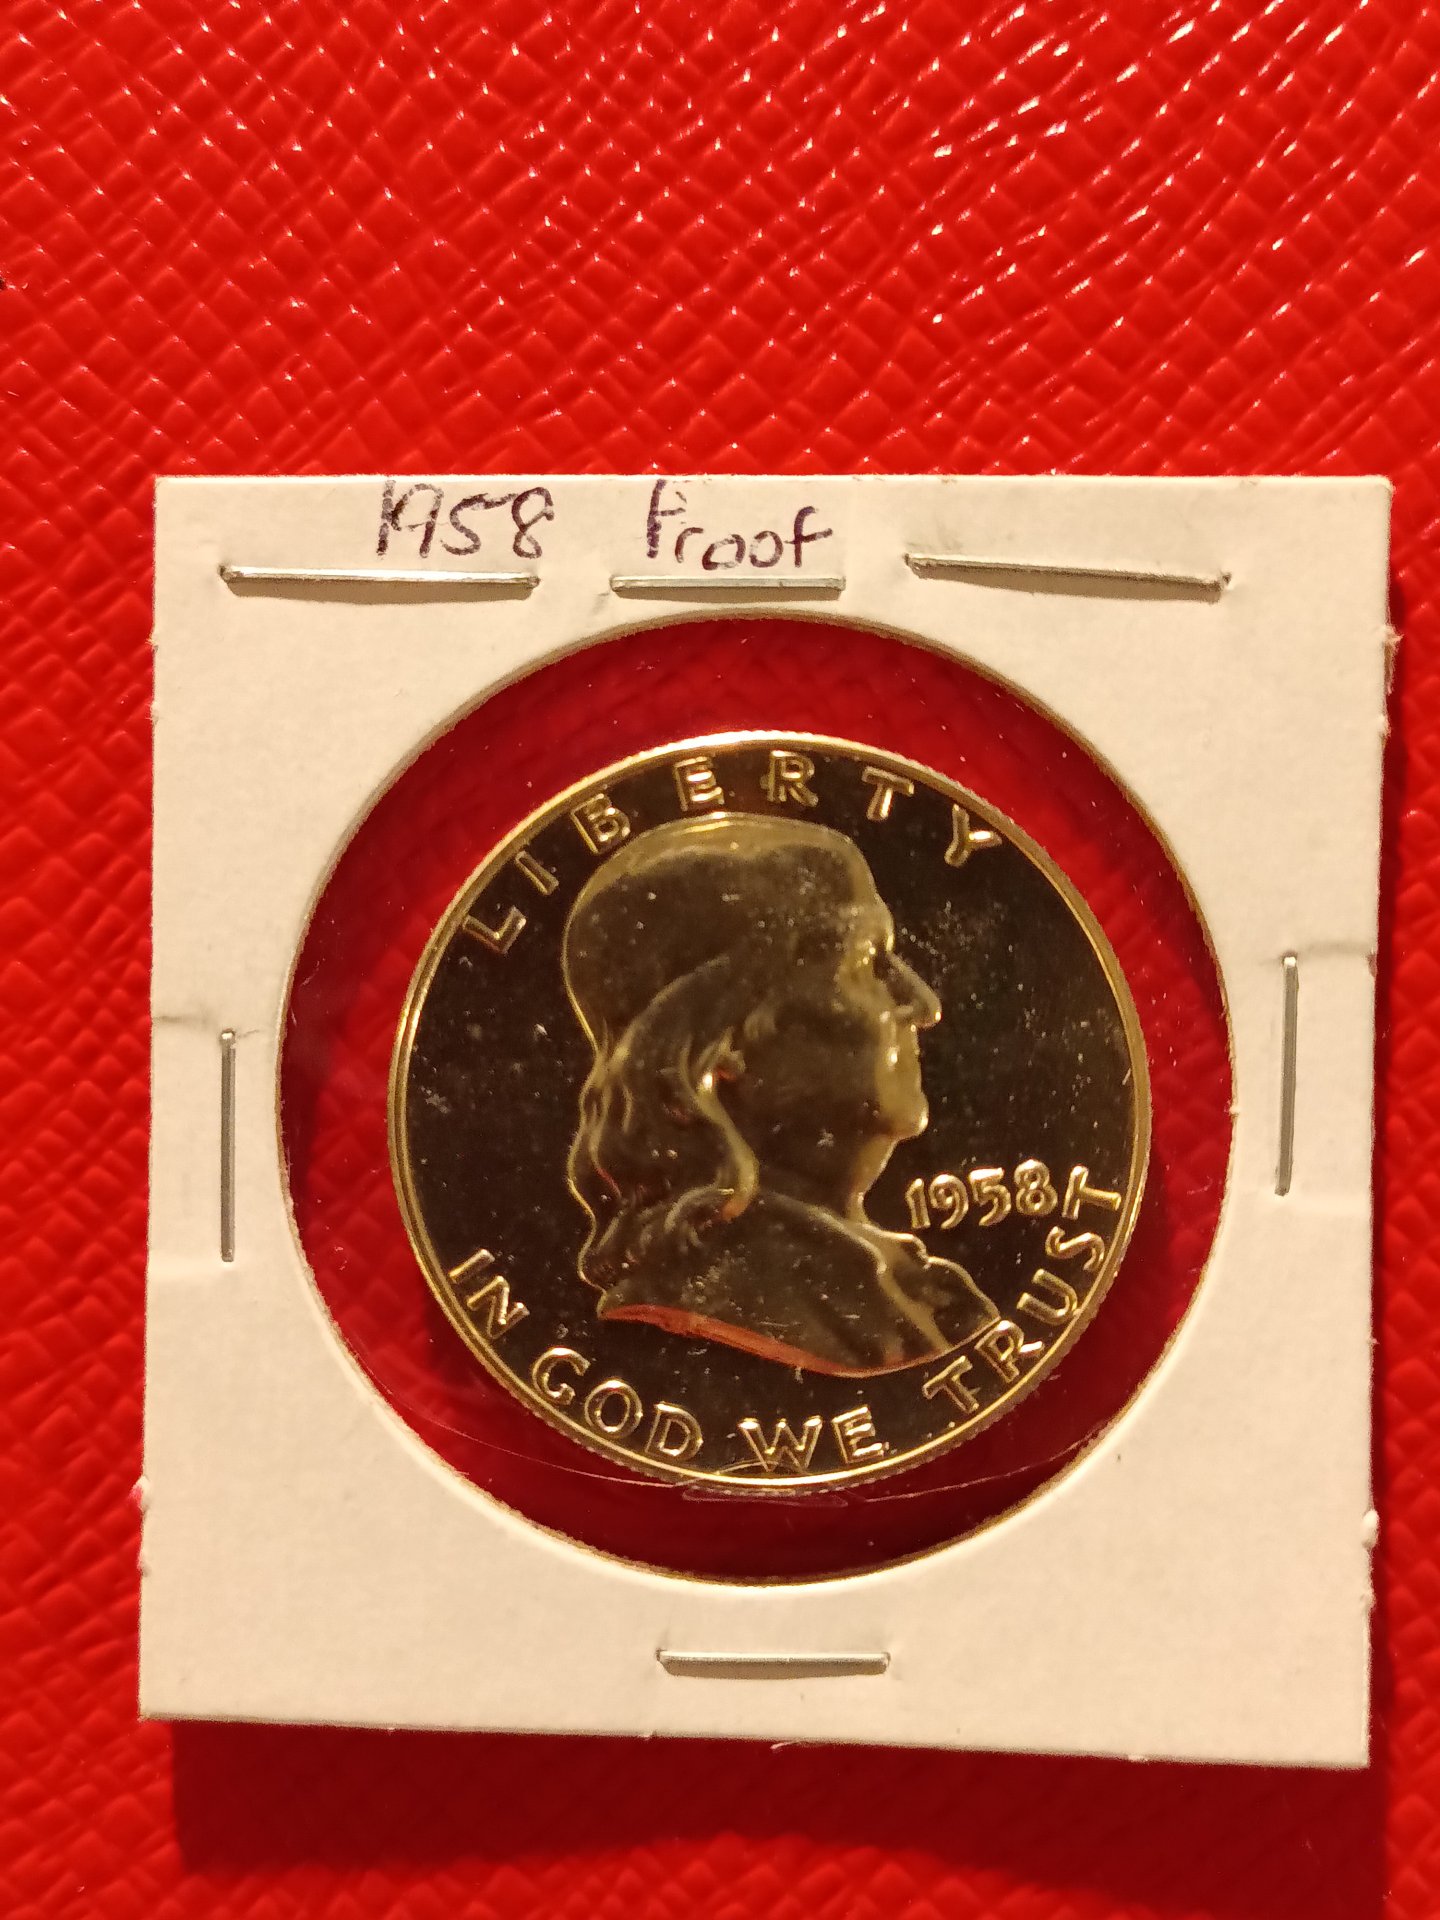 1958 Proof
LIBERTY
1958
IN GOD WE TRUST